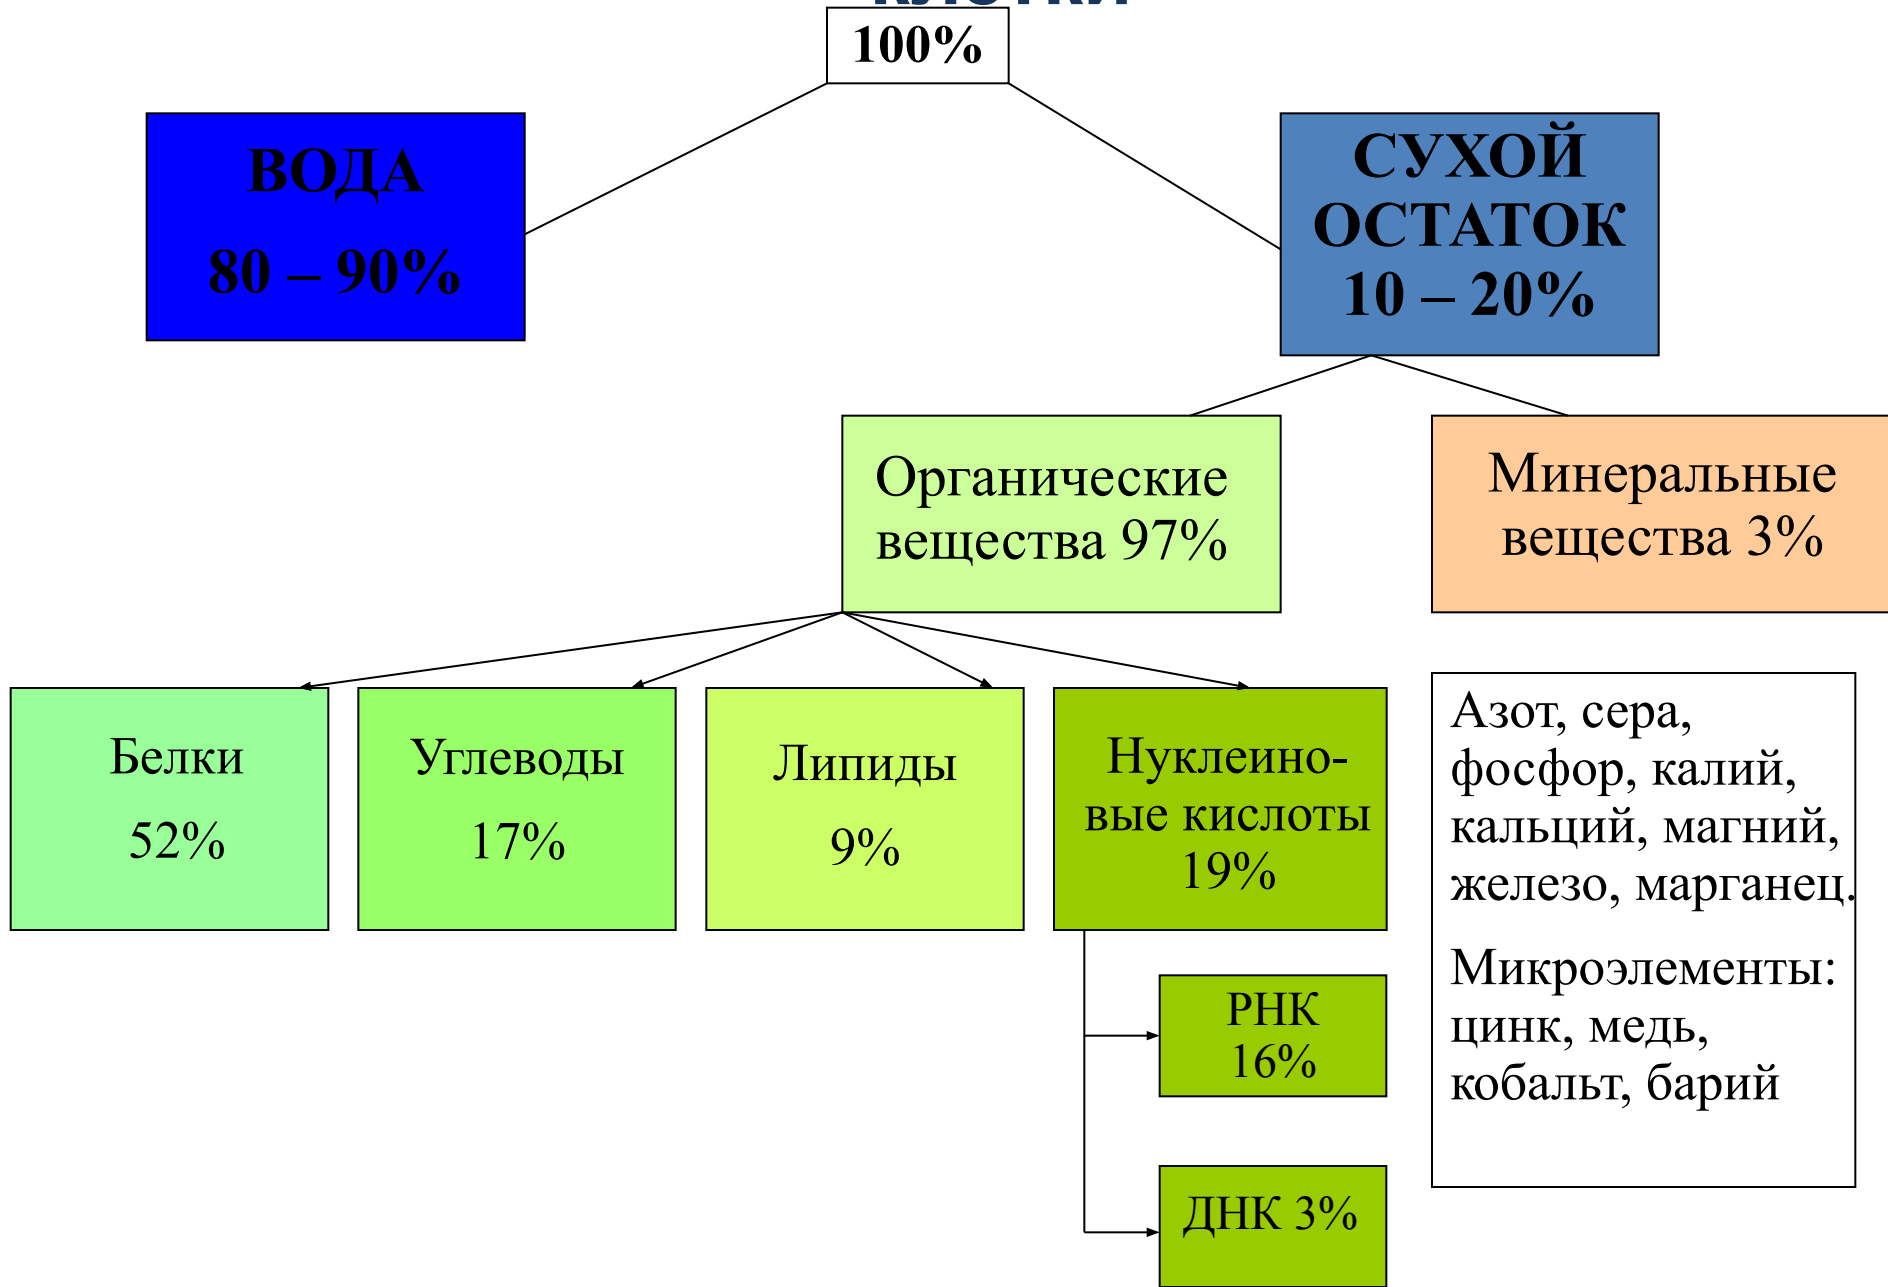 100%
ВОДА
80 – 90%
СУХОЙ
ОСТАТОК
10 – 20%
Органические
вещества 97%
Минеральные
вещества 3%
Белки
52%
Углеводы
17%
Липиды
9%
Нуклеино-
вые кислоты
19%
Азот, сера,
фосфор, калий,
кальций, магний,
железо, марганец.
Микроэлементы:
цинк, медь,
кобальт, барий
РНК
16%
ДНК 3%